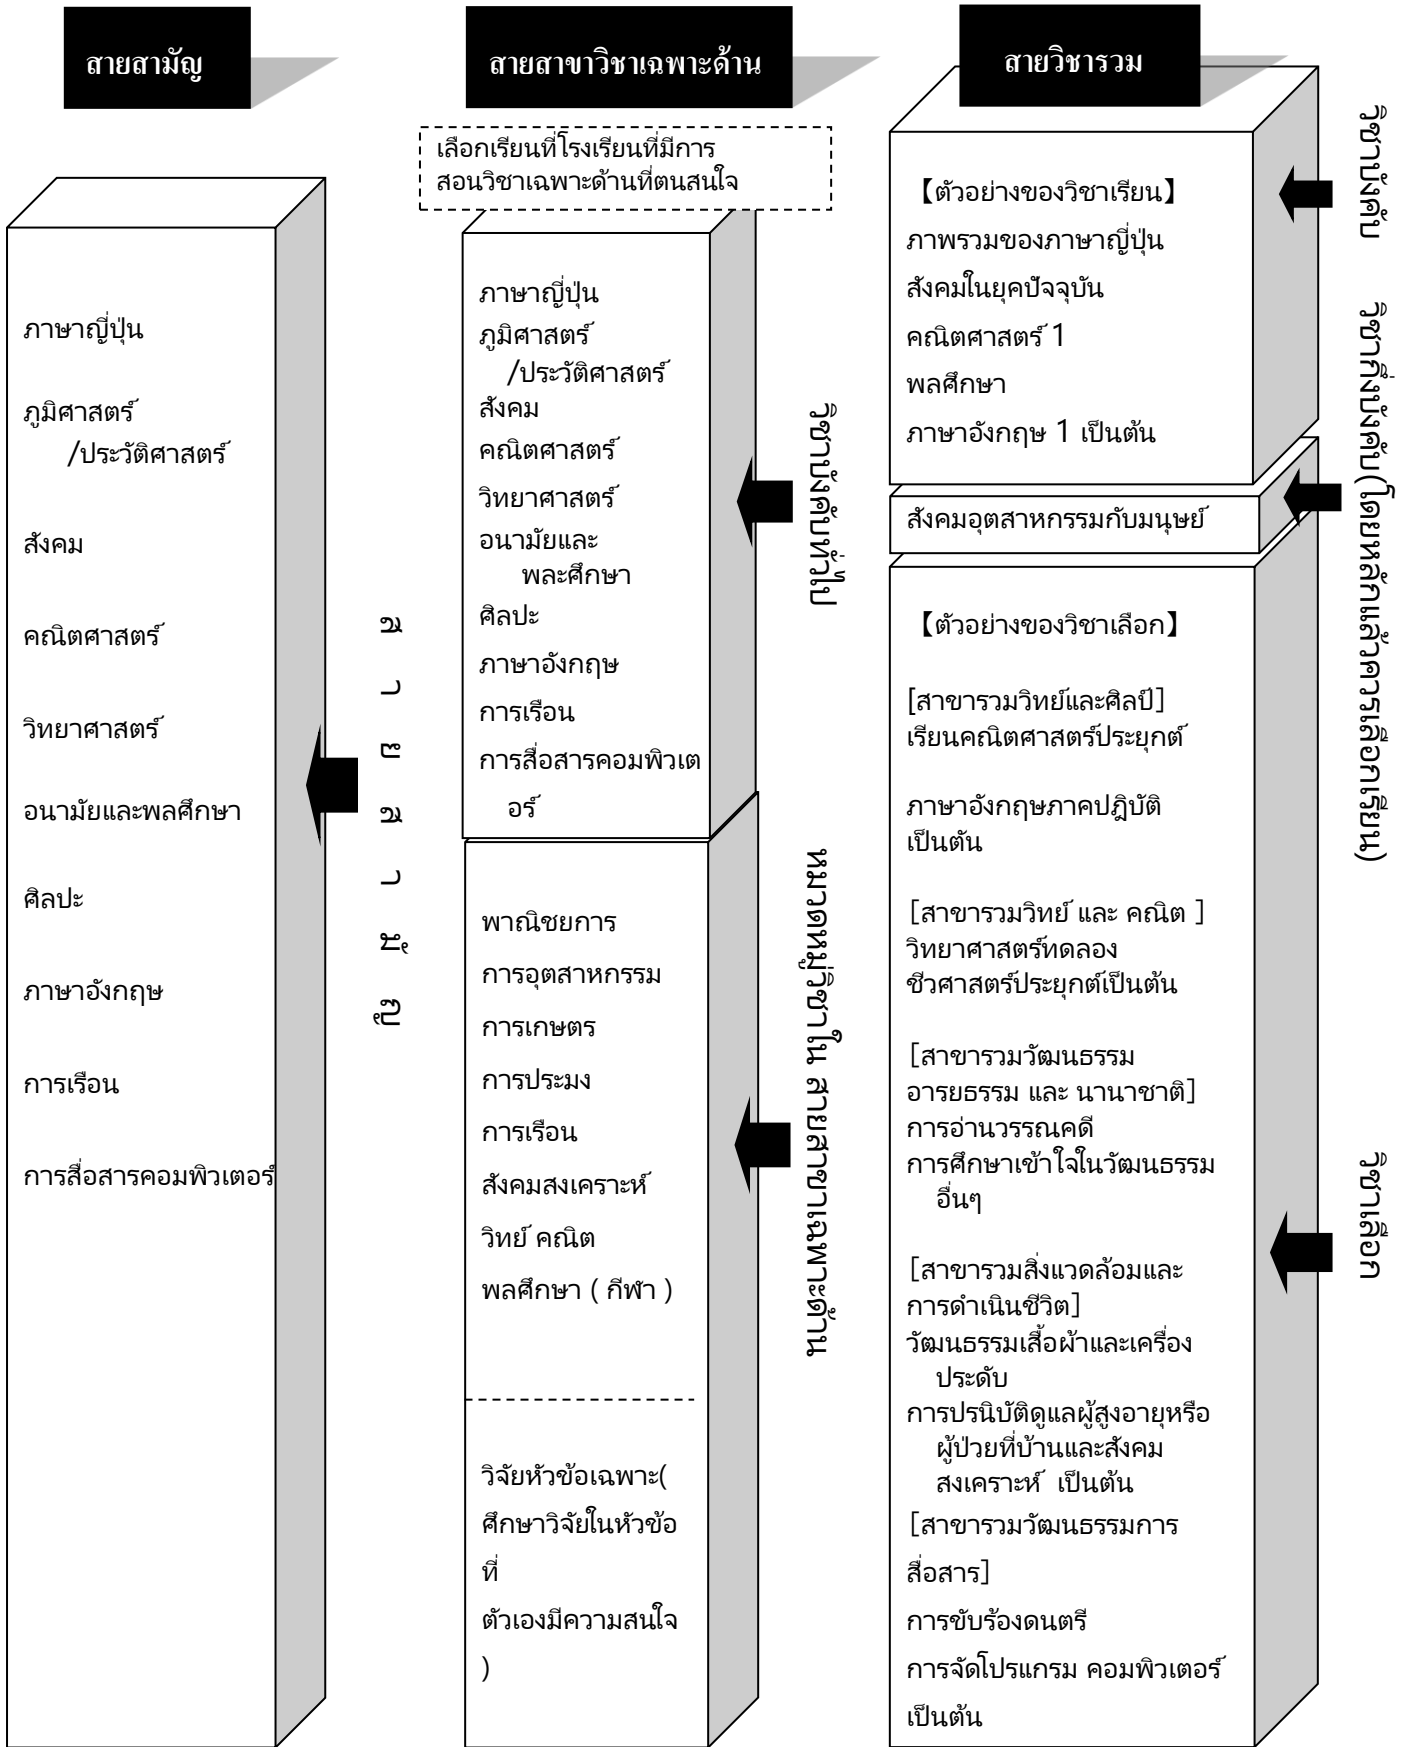 สายสามัญ
ภาษาญี่ปุ่น
ภูมิศาสตร์
/ประวัติศาสตร์
สังคม
คณิตศาสตร์
วิทยาศาสตร์
อนามัยและพลศึกษา
ศิลปะ
ภาษาอังกฤษ
การเรือน
การสื่อสารคอมพิวเตอร์
สายสามัญ
สายสาขาวิชาเฉพาะด้าน
เลือกเรียนที่โรงเรียนที่มีการ
สอนวิชาเฉพาะด้านที่ตนสนใจ
ภาษาญี่ปุ่น
ภูมิศาสตร์
/ประวัติศาสตร์
สังคม
คณิตศาสตร์
วิทยาศาสตร์
อนามัยและ
พละศึกษา
ศิลปะ
ภาษาอังกฤษ
การเรือน
การสื่อสารคอมพิวเต
อร์
วิชาบังคับทั่วไป
พาณิชยการ
การอุตสาหกรรม
การเกษตร
การประมง
การเรือน
สังคมสงเคราะห์
วิทย์ คณิต
พลศึกษา ( กีฬา )
วิจัยหัวข้อเฉพาะ(
ศึกษาวิจัยในหัวข้อ
ที่
ตัวเองมีความสนใจ
)
หมวดหมู่วิชาใน สายสาขาเฉพาะด้าน
สายวิชารวม
【ตัวอย่างของวิชาเรียน】
ภาพรวมของภาษาญี่ปุ่น
สังคมในยุคปัจจุบัน
คณิตศาสตร์ 1
พลศึกษา
ภาษาอังกฤษ 1 เป็นต้น
วิชาบังคับ
สังคมอุตสาหกรรมกับมนุษย์
วิชากึ่งบังคับ(โดยหลักแล้วควรเลือกเรียน)
【ตัวอย่างของวิชาเลือก】
[สาขารวมวิทย์และศิลป์]
เรียนคณิตศาสตร์ประยุกต์
ภาษาอังกฤษภาคปฎิบัติ
เป็นตัน
[สาขารวมวิทย์ และ คณิต ]
วิทยาศาสตร์ทดลอง
ชีวศาสตร์ประยุกต์เป็นต้น
[สาขารวมวัฒนธรรม
อารยธรรม และ นานาชาติ]
การอ่านวรรณคดี
การศึกษาเข้าใจในวัฒนธรรม
อื่นๆ
[สาขารวมสิ่งแวดล้อมและ
การดำเนินชีวิต]
วัฒนธรรมเสื้อผ้าและเครื่อง
ประดับ
การปรนิบัติดูแลผู้สูงอายุหรือ
ผู้ป่วยที่บ้านและสังคม
สงเคราะห์ เป็นต้น
[สาขารวมวัฒนธรรมการ
สื่อสาร]
การขับร้องดนตรี
การจัดโปรแกรม คอมพิวเตอร์
เป็นต้น
วิชาเลือก